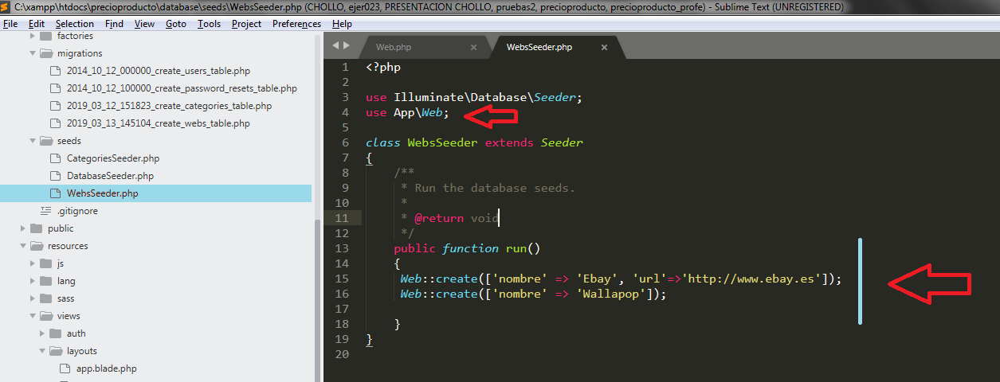 C:\xampp\htdocs\precioproducto\database\seeds\WebsSeeder.php (CHOLLO, ejer023, PRESENTACION CHOLLO, pruebas2, precioproducto, precioproducto_profe) - Sublime Text (UNREGISTERED)
File Edit Selection Find View Goto Tools Project Preferences Help
factories
migrations
2014_10_12_000000_create_users_table.php
2014_10_12_100000_create_password_resets_table.php
2019_03_12_151823_create_categories_table.php
2019_03_13_145104_create_webs_table.php
seeds
CategoriesSeeder.php
DatabaseSeeder.php
WebsSeeder.php
.gitignore
public
resources
js
lang
sass
views
auth
layouts
app.blade.php
Web.php × WebsSeeder.php ×
1 <?php
2
3 use Illuminate\Database\Seeder;
4 use App\Web;
5
6 class WebsSeeder extends Seeder
7 {
8 /**
9 * Run the database seeds.
10 *
11 * @return void
12 */
13 public function run()
14 {
15 Web::create(['nombre' => 'Ebay', 'url'=>'http://www.ebay.es']);
16 Web::create(['nombre' => 'Wallapop']);
17
18 }
19 }
20